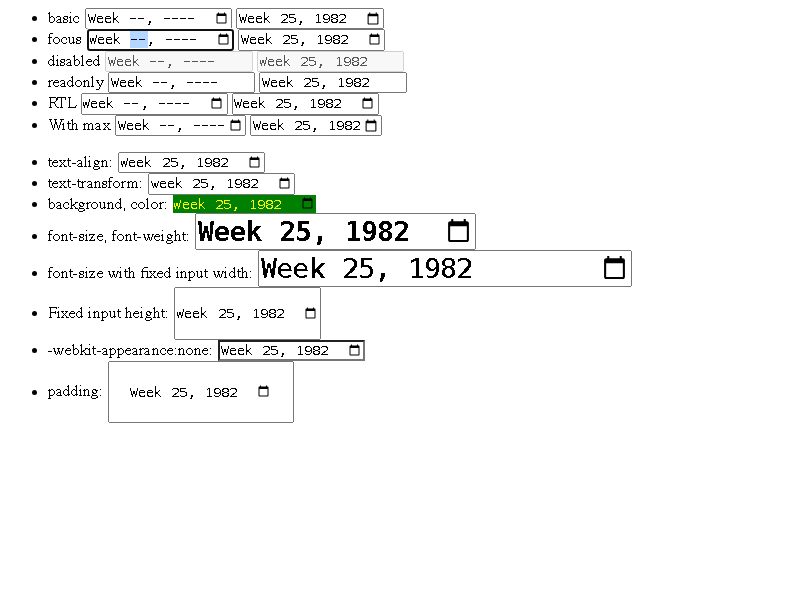 basic Week --, ---- Week 25, 1982
focus Week --, ---- Week 25, 1982
disabled Week --, ---- Week 25, 1982
readonly Week --, ---- Week 25, 1982
RTL Week --, ---- Week 25, 1982
With max Week --, ---- Week 25, 1982
text-align: Week 25, 1982
text-transform: Week 25, 1982
background, color: Week 25, 1982
font-size, font-weight: Week 25, 1982
font-size with fixed input width: Week 25, 1982
Fixed input height: Week 25, 1982
-webkit-appearance:none: Week 25, 1982
padding: Week 25, 1982